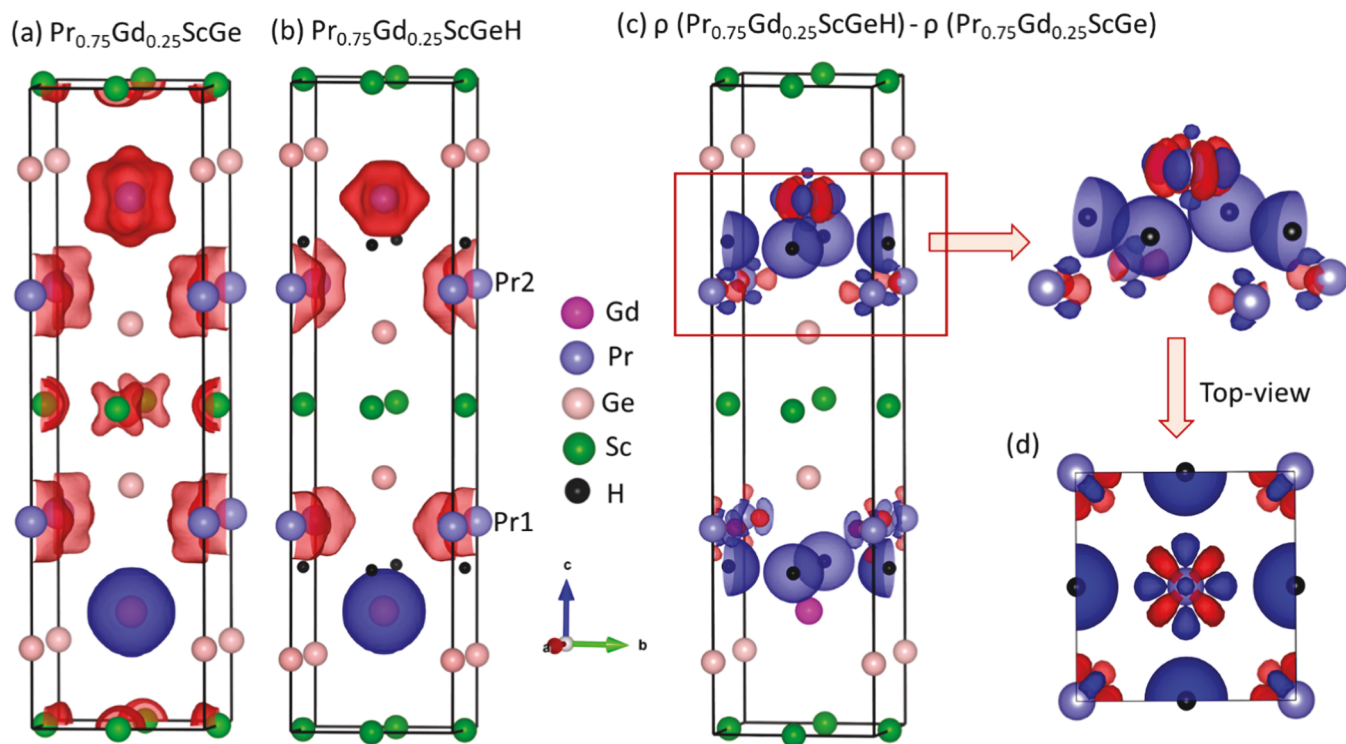 (a) Pr0.75Gd0.25ScGe
(b) Pr0.75Gd0.25ScGeH
(c) ρ (Pr0.75Gd0.25ScGeH) - ρ (Pr0.75Gd0.25ScGe)
Pr2
Gd
Pr
Ge
Sc
H
Pr1
c
a
b
Top-view
(d)